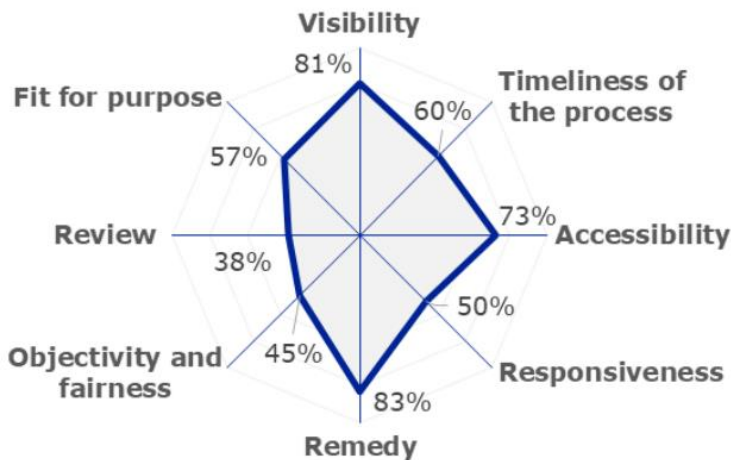 Visibility
81%
Timeliness of
the process
60%
Fit for purpose
57%
73%
Accessibility
Review
38%
50%
Objectivity and
fairness
45%
Responsiveness
83%
Remedy